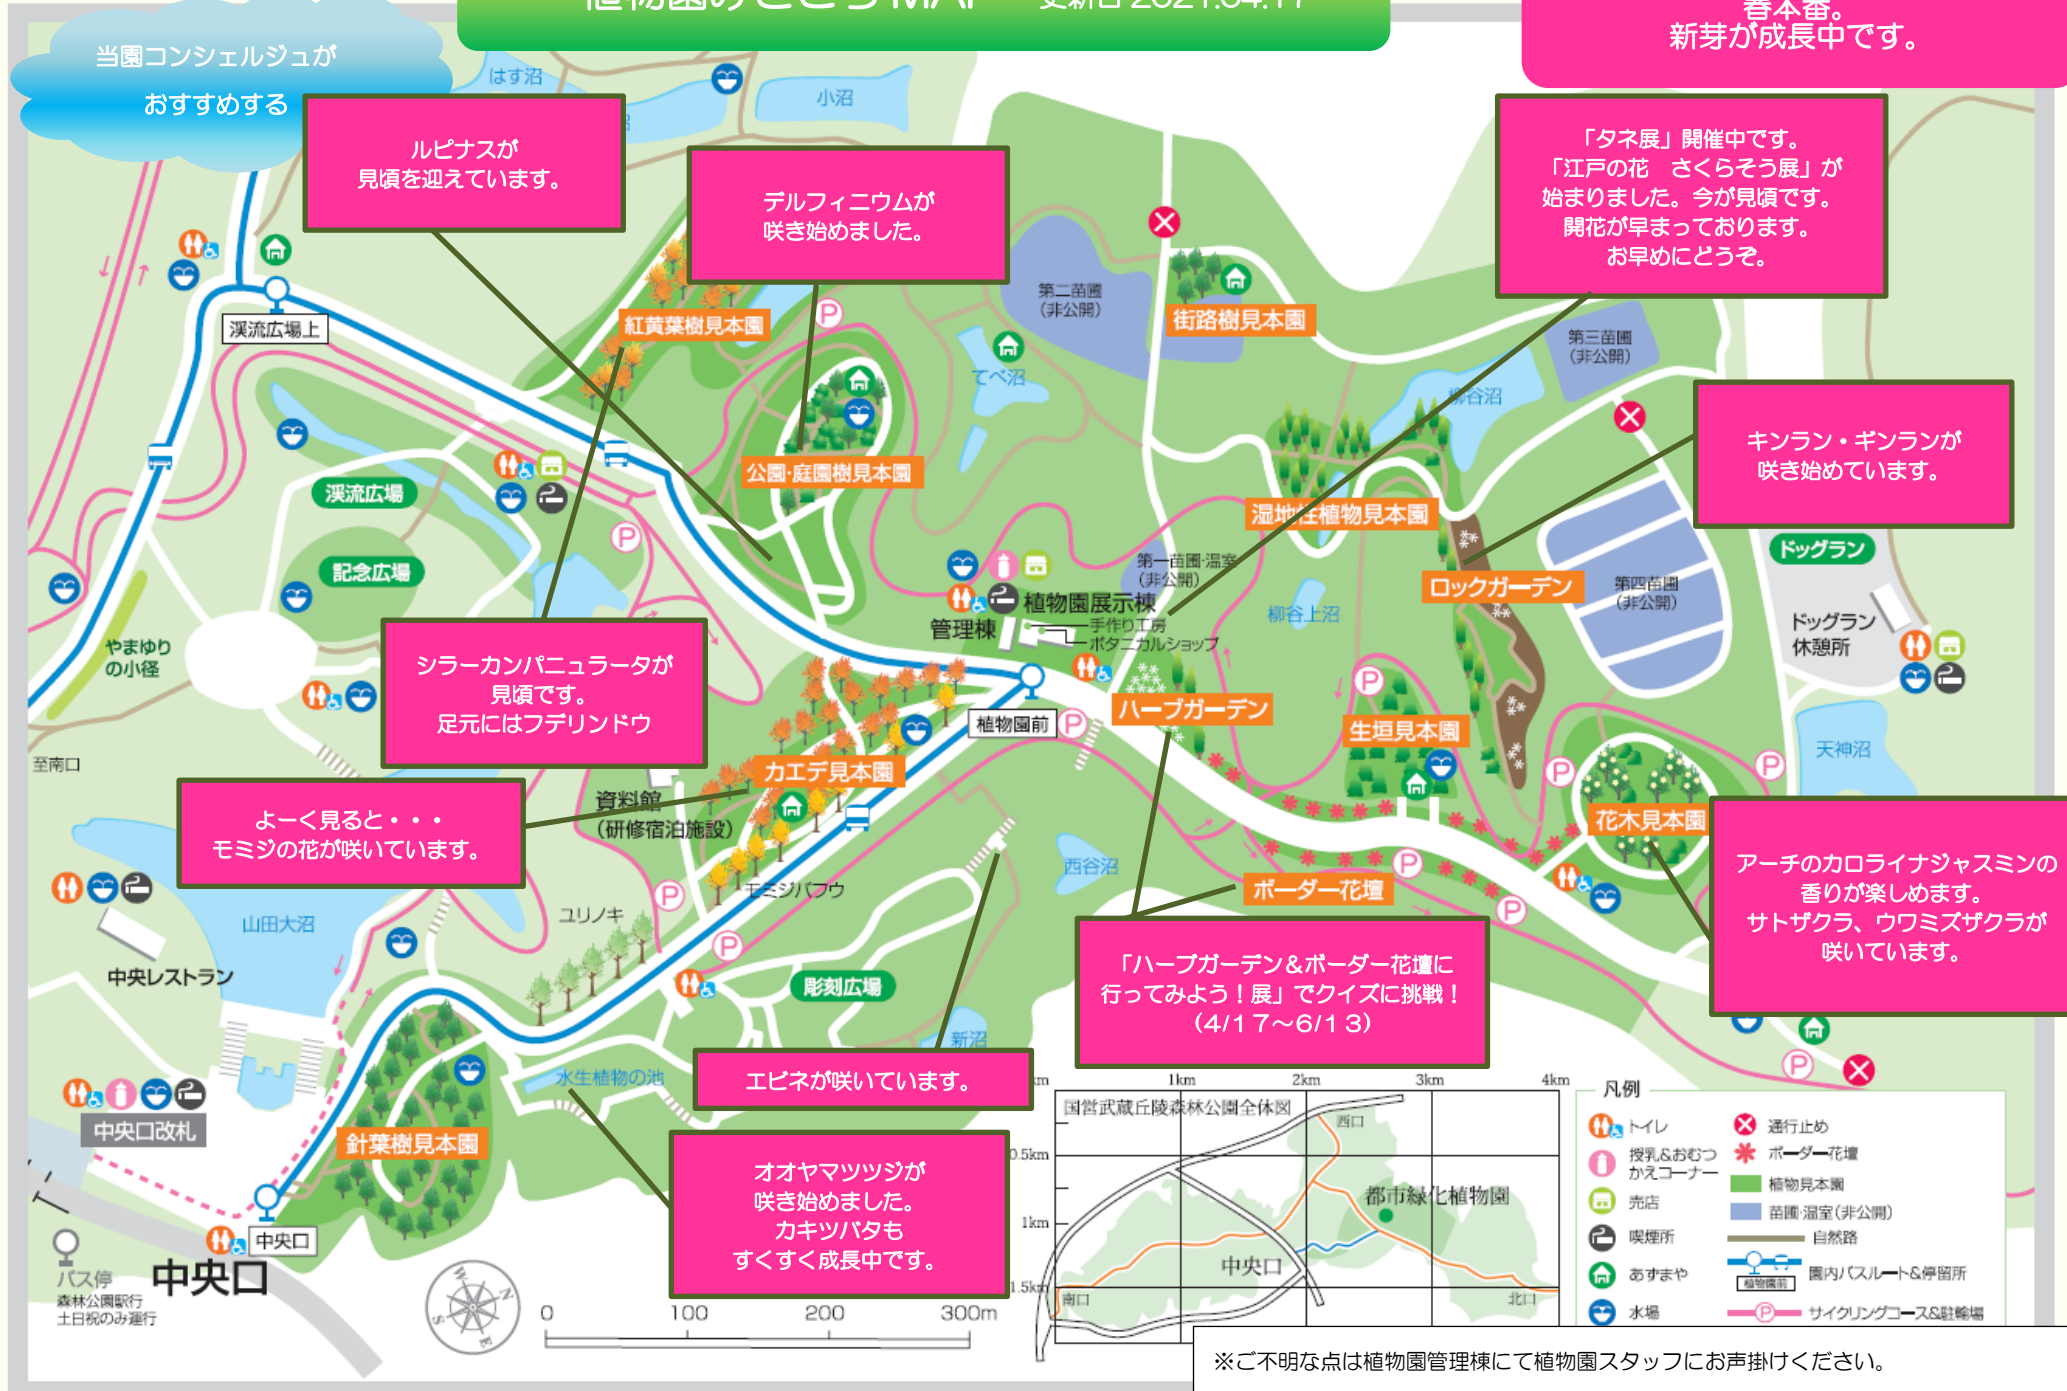 植物園みどころMAP 更新日 2021.04.17
春本番。
新芽が成長中です。
当園コンシェルジュが
おすすめする
はす沼
小沼
沼
ルピナスが
見頃を迎えています。
デルフィニウムが
咲き始めました。
「タネ展」開催中です。
「江戸の花 さくらそう展」が
始まりました。今が見頃です。
開花が早まっております。
お早めにどうぞ。
渓流広場上
紅黄葉樹見本園
第二苗圃
(非公開)
街路樹見本園
第三苗圃
(非公開)
てべ沼
柳谷沼
キンラン・ギンランが
咲き始めています。
公園・庭園樹見本園
渓流広場
湿地性植物見本園
記念広場
第一苗圃・温室
(非公開)
ドッグラン
ロックガーデン
第四苗圃
(非公開)
植物園展示棟
管理棟
手作り工房
ボタニカルショップ
柳谷上沼
ドッグラン
休憩所
やまゆり
の小径
シラーカンパニュラータが
見頃です。
足元にはフデリンドウ
植物園前
ハーブガーデン
生垣見本園
天神沼
至南口
カエデ見本園
資料館
(研修宿泊施設)
花木見本園
よーく見ると・・・
モミジの花が咲いています。
西谷沼
モミジバフウ
ボーダー花壇
アーチのカロライナジャスミンの
香りが楽しめます。
サトザクラ、ウワミズザクラが
咲いています。
ユリノキ
山田大沼
中央レストラン
彫刻広場
「ハーブガーデン&ボーダー花壇に
行ってみよう！展」でクイズに挑戦！
（4/17～6/13）
新沼
エビネが咲いています。
水生植物の池
中央口改札
針葉樹見本園
オオヤマツツジが
咲き始めました。
カキツバタも
すくすく成長中です。
中央口
中央口
バス停
森林公園駅行
土日祝のみ運行
W
N
S
E
0 100 200 300m
km 1km 2km 3km 4km
国営武蔵丘陵森林公園全体図
西口
0.5km
都市緑化植物園
1km
中央口
1.5km
南口
北口
凡例
トイレ
授乳&おむつ
かえコーナー
売店
喫煙所
あずまや
水場
通行止め
ボーダー花壇
植物見本園
苗圃・温室(非公開)
自然路
植物園前
園内バスルート&停留所
サイクリングコース&駐輪場
※ご不明な点は植物園管理棟にて植物園スタッフにお声掛けください。